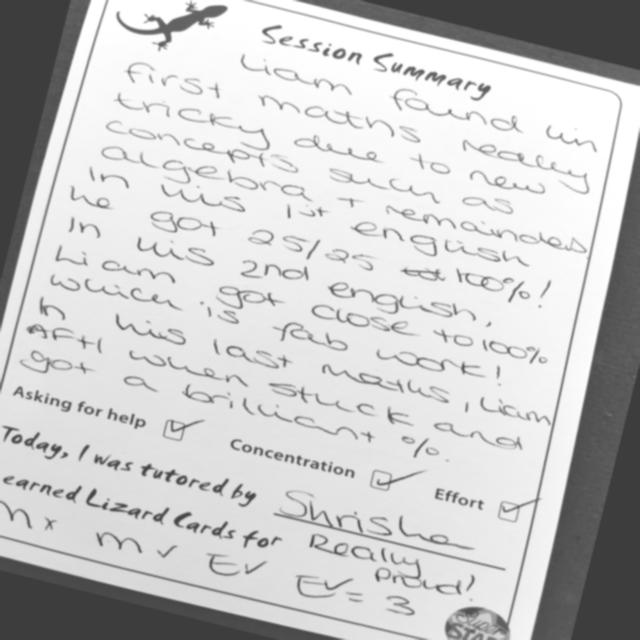 Session Summary
Liam found his
first maths really
tricky due to new
concepts such as
algebra + remainders
In his 1st english
he got 25/25 100%!
In his 2nd english,
Liam got close to 100%
which is fab work!
In his last maths, Liam
AFTL when stuck and
got a brilliant %.
Asking for help ☑ Concentration ☑ Effort ☑
Today, I was tutored by Shrisha
earned Lizard Cards for Really proud!
M x M ✓ EV EV = 3